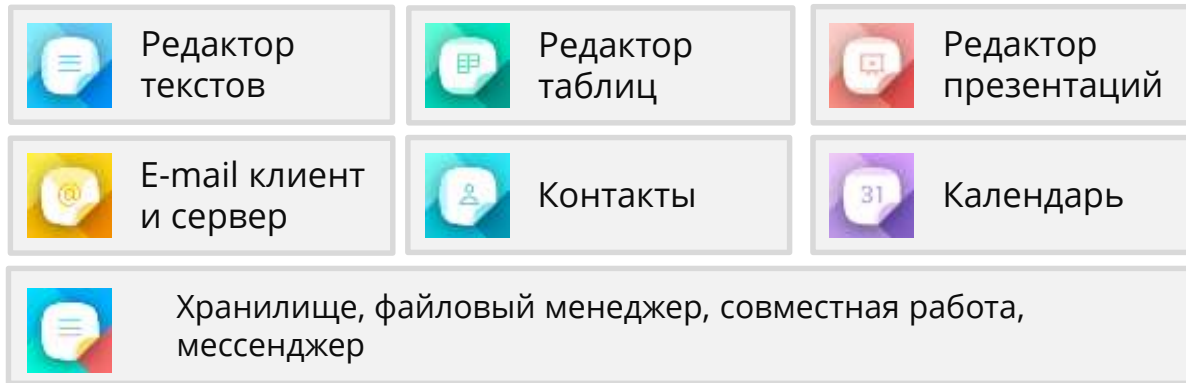 Редактор
текстов
Редактор
таблиц
Редактор
презентаций
@
E-mail клиент
и сервер
Контакты
31
Календарь
Хранилище, файловый менеджер, совместная работа,
мессенджер